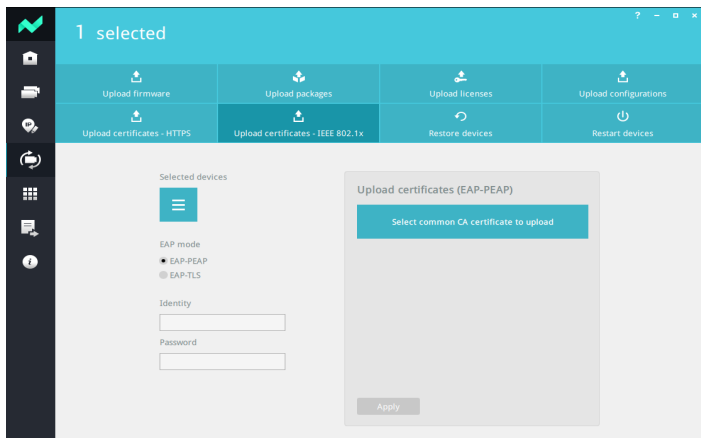 ? – □ ×
1 selected
Upload firmware
Upload packages
Upload licenses
Upload configurations
Upload certificates - HTTPS
Upload certificates - IEEE 802.1x
Restore devices
Restart devices
IP
Selected devices
Upload certificates (EAP-PEAP)
Select common CA certificate to upload
EAP mode
EAP-PEAP
EAP-TLS
Identity
Password
i
Apply